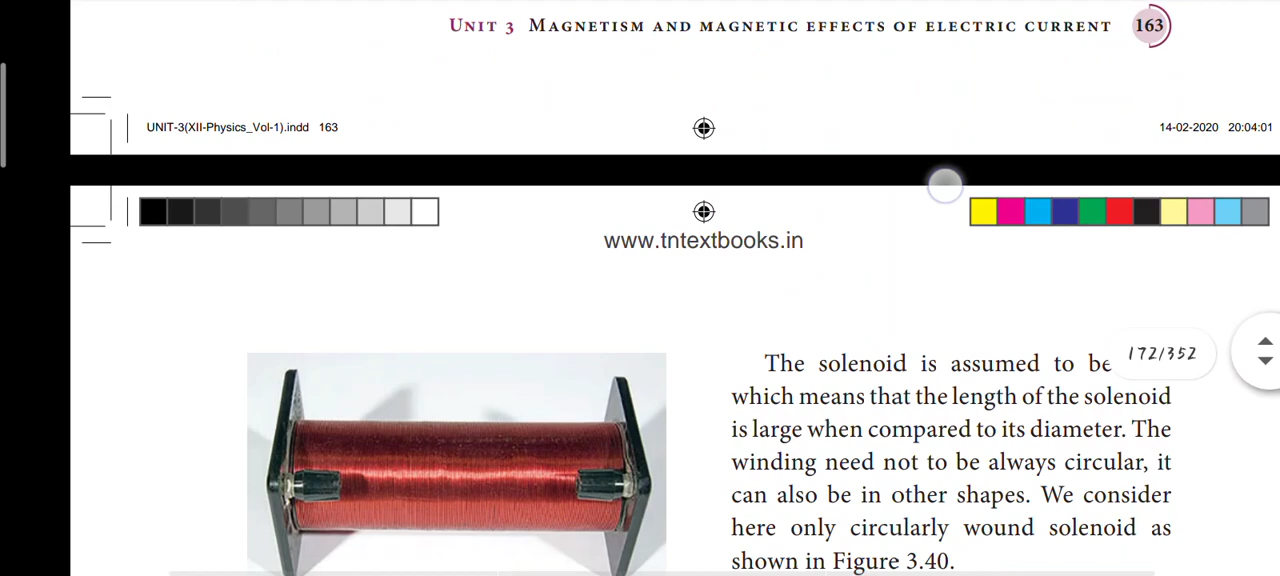 UNIT 3 MAGNETISM AND MAGNETIC EFFECTS OF ELECTRIC CURRENT 163
UNIT-3(XII-Physics_Vol-1).indd 163 14-02-2020 20:04:01
www.tntextbooks.in
172/352
The solenoid is assumed to be
which means that the length of the solenoid
is large when compared to its diameter. The
winding need not to be always circular, it
can also be in other shapes. We consider
here only circularly wound solenoid as
shown in Figure 3.40.